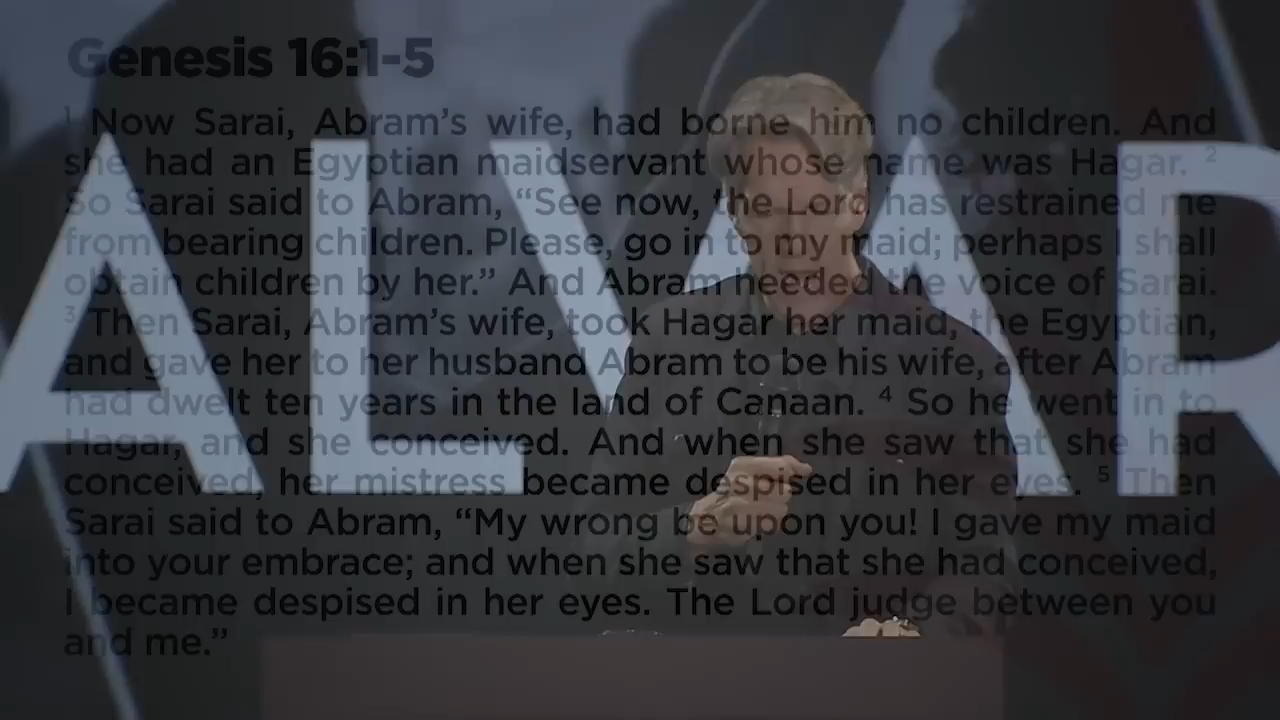 Genesis 16:1-5
1 Now Sarai, Abram’s wife, had borne him no children. And
she had an Egyptian maidservant whose name was Hagar. 2
So Sarai said to Abram, “See now, the Lord has restrained me
from bearing children. Please, go in to my maid; perhaps I shall
obtain children by her.” And Abram heeded the voice of Sarai.
3 Then Sarai, Abram’s wife, took Hagar her maid, the Egyptian,
and gave her to her husband Abram to be his wife, after Abram
had dwelt ten years in the land of Canaan. 4 So he went in to
Hagar, and she conceived. And when she saw that she had
conceived, her mistress became despised in her eyes. 5 Then
Sarai said to Abram, “My wrong be upon you! I gave my maid
into your embrace; and when she saw that she had conceived,
I became despised in her eyes. The Lord judge between you
and me.”
ALVAR